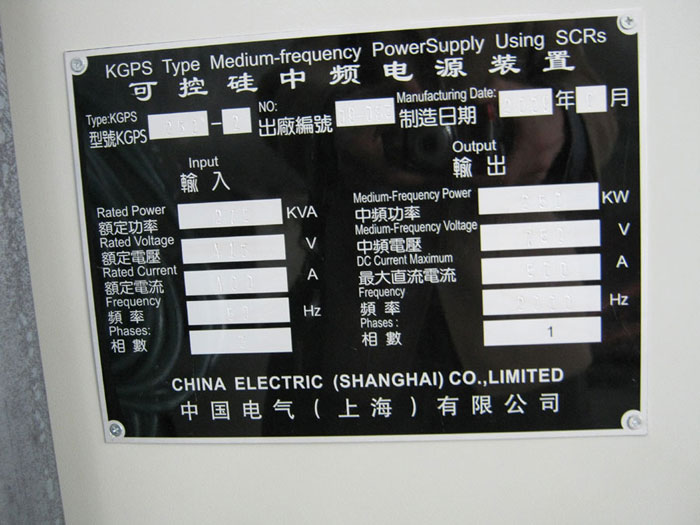 KGPS Type Medium-frequency PowerSupply Using SCRs
可控硅中频电源装置
Type:KGPS NO: Manufacturing Date:
型號KGPS - 出廠編號 制造日期 年 月
Input Output
輸入 輸出
Rated Power KVA Medium-Frequency Power KW
額定功率 中頻功率
Rated Voltage V Medium-Frequency Voltage V
額定電壓 中頻電壓
Rated Current A DC Current Maximum A
額定電流 最大直流電流
Frequency Hz Frequency Hz
頻率 頻率
Phases: Phases: 1
相數 相數
CHINA ELECTRIC (SHANGHAI) CO.,LIMITED
中国电气(上海)有限公司